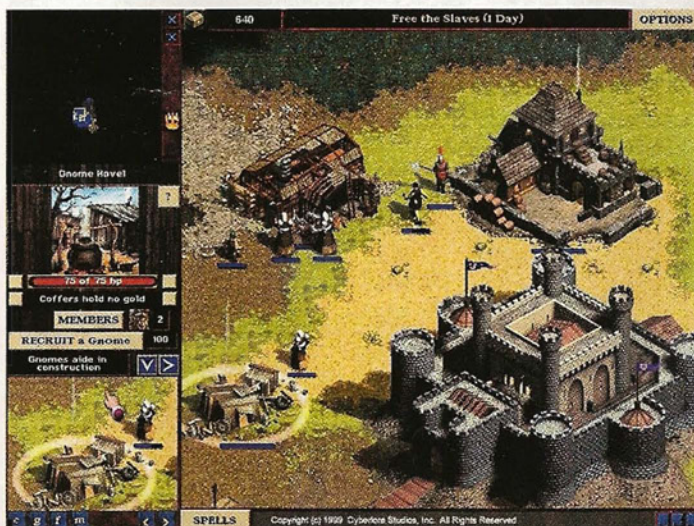 640
Free the Slaves (1 Day)
OPTIONS
Gnome Hovel
?
75 of 75 hp
Coffers hold no gold
MEMBERS 2
RECRUIT a Gnome 100
Gnomes aide in
construction
c g f m
SPELLS
Copyright (c) 1999 Cyberlore Studios, Inc. All Rights Reserved